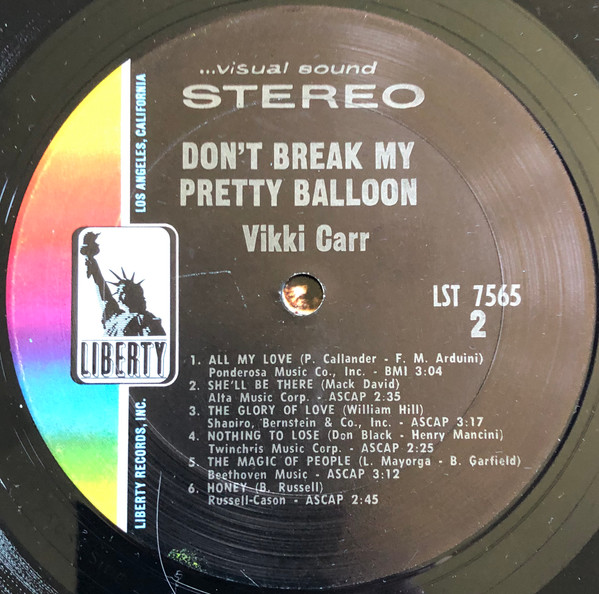 ...visual sound
STEREO
DON'T BREAK MY
PRETTY BALLOON
Vikki Carr
LST 7565
2
LIBERTY
LOS ANGELES, CALIFORNIA
LIBERTY RECORDS, INC.
1. ALL MY LOVE (P. Callander - F. M. Arduini)
Ponderosa Music Co., Inc. - BMI 3:04
2. SHE'LL BE THERE (Mack David)
Alta Music Corp. - ASCAP 2:35
3. THE GLORY OF LOVE (William Hill)
Shapiro, Bernstein & Co., Inc. - ASCAP 3:17
4. NOTHING TO LOSE (Don Black - Henry Mancini)
Twinchris Music Corp. - ASCAP 2:25
5. THE MAGIC OF PEOPLE (L. Mayorga - B. Garfield)
Beethoven Music - ASCAP 3:12
6. HONEY (B. Russell)
Russell-Cason - ASCAP 2:45